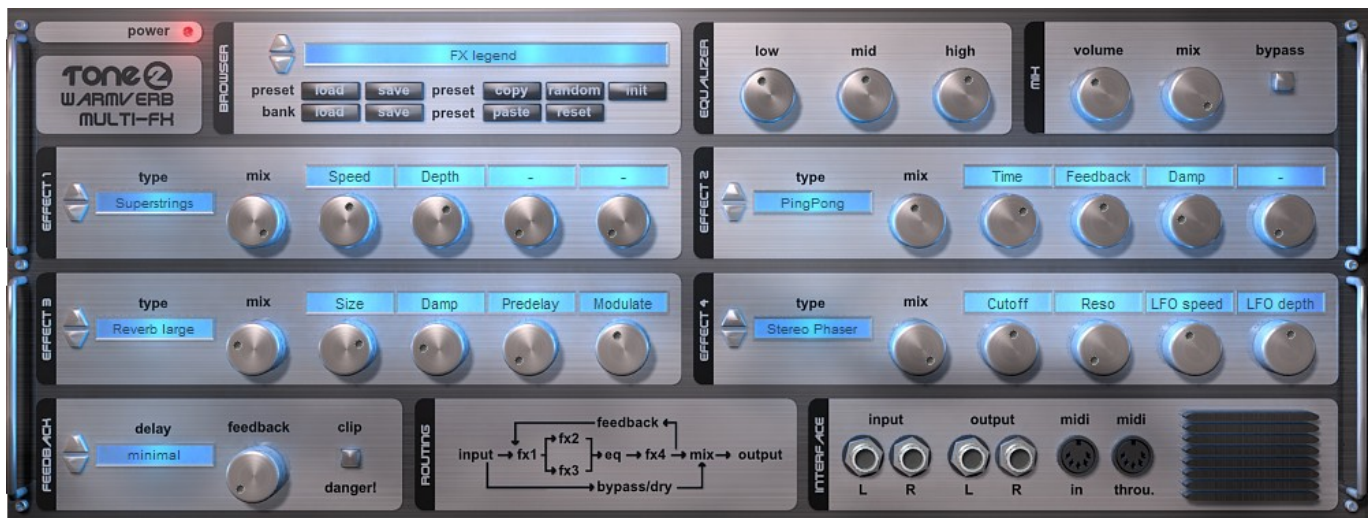 power
TONE2
WARMVERB
MULTI-FX
BROWSER
FX legend
preset load save preset copy random init
bank load save preset paste reset
EQUALIZER
low mid high
MIX
volume mix bypass
EFFECT 1
type mix Speed Depth - -
Superstrings
EFFECT 2
type mix Time Feedback Damp -
PingPong
EFFECT 3
type mix Size Damp Predelay Modulate
Reverb large
EFFECT 4
type mix Cutoff Reso LFO speed LFO depth
Stereo Phaser
FEEDBACK
delay feedback clip
minimal
danger!
ROUTING
feedback
fx2
input fx1 eq fx4 mix output
fx3
bypass/dry
INTERFACE
input output midi midi
L R L R in throu.